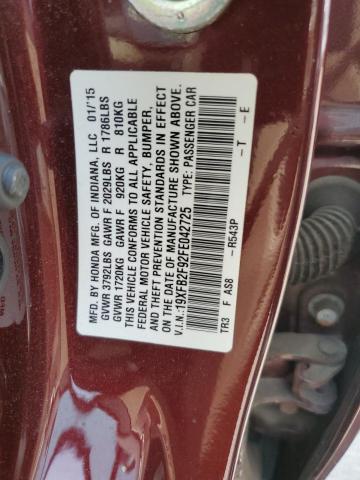 MFD. BY HONDA MFG. OF INDIANA, LLC 01/'15
GVWR 3792LBS GAWR F 2029LBS R 1786LBS
GVWR 1720KG GAWR F 920KG R 810KG
THIS VEHICLE CONFORMS TO ALL APPLICABLE
FEDERAL MOTOR VEHICLE SAFETY, BUMPER,
AND THEFT PREVENTION STANDARDS IN EFFECT
ON THE DATE OF MANUFACTURE SHOWN ABOVE.
V.I.N.:19XFB2F92FE042725 TYPE: PASSENGER CAR
TR3 F AS8 -R543P -T -E